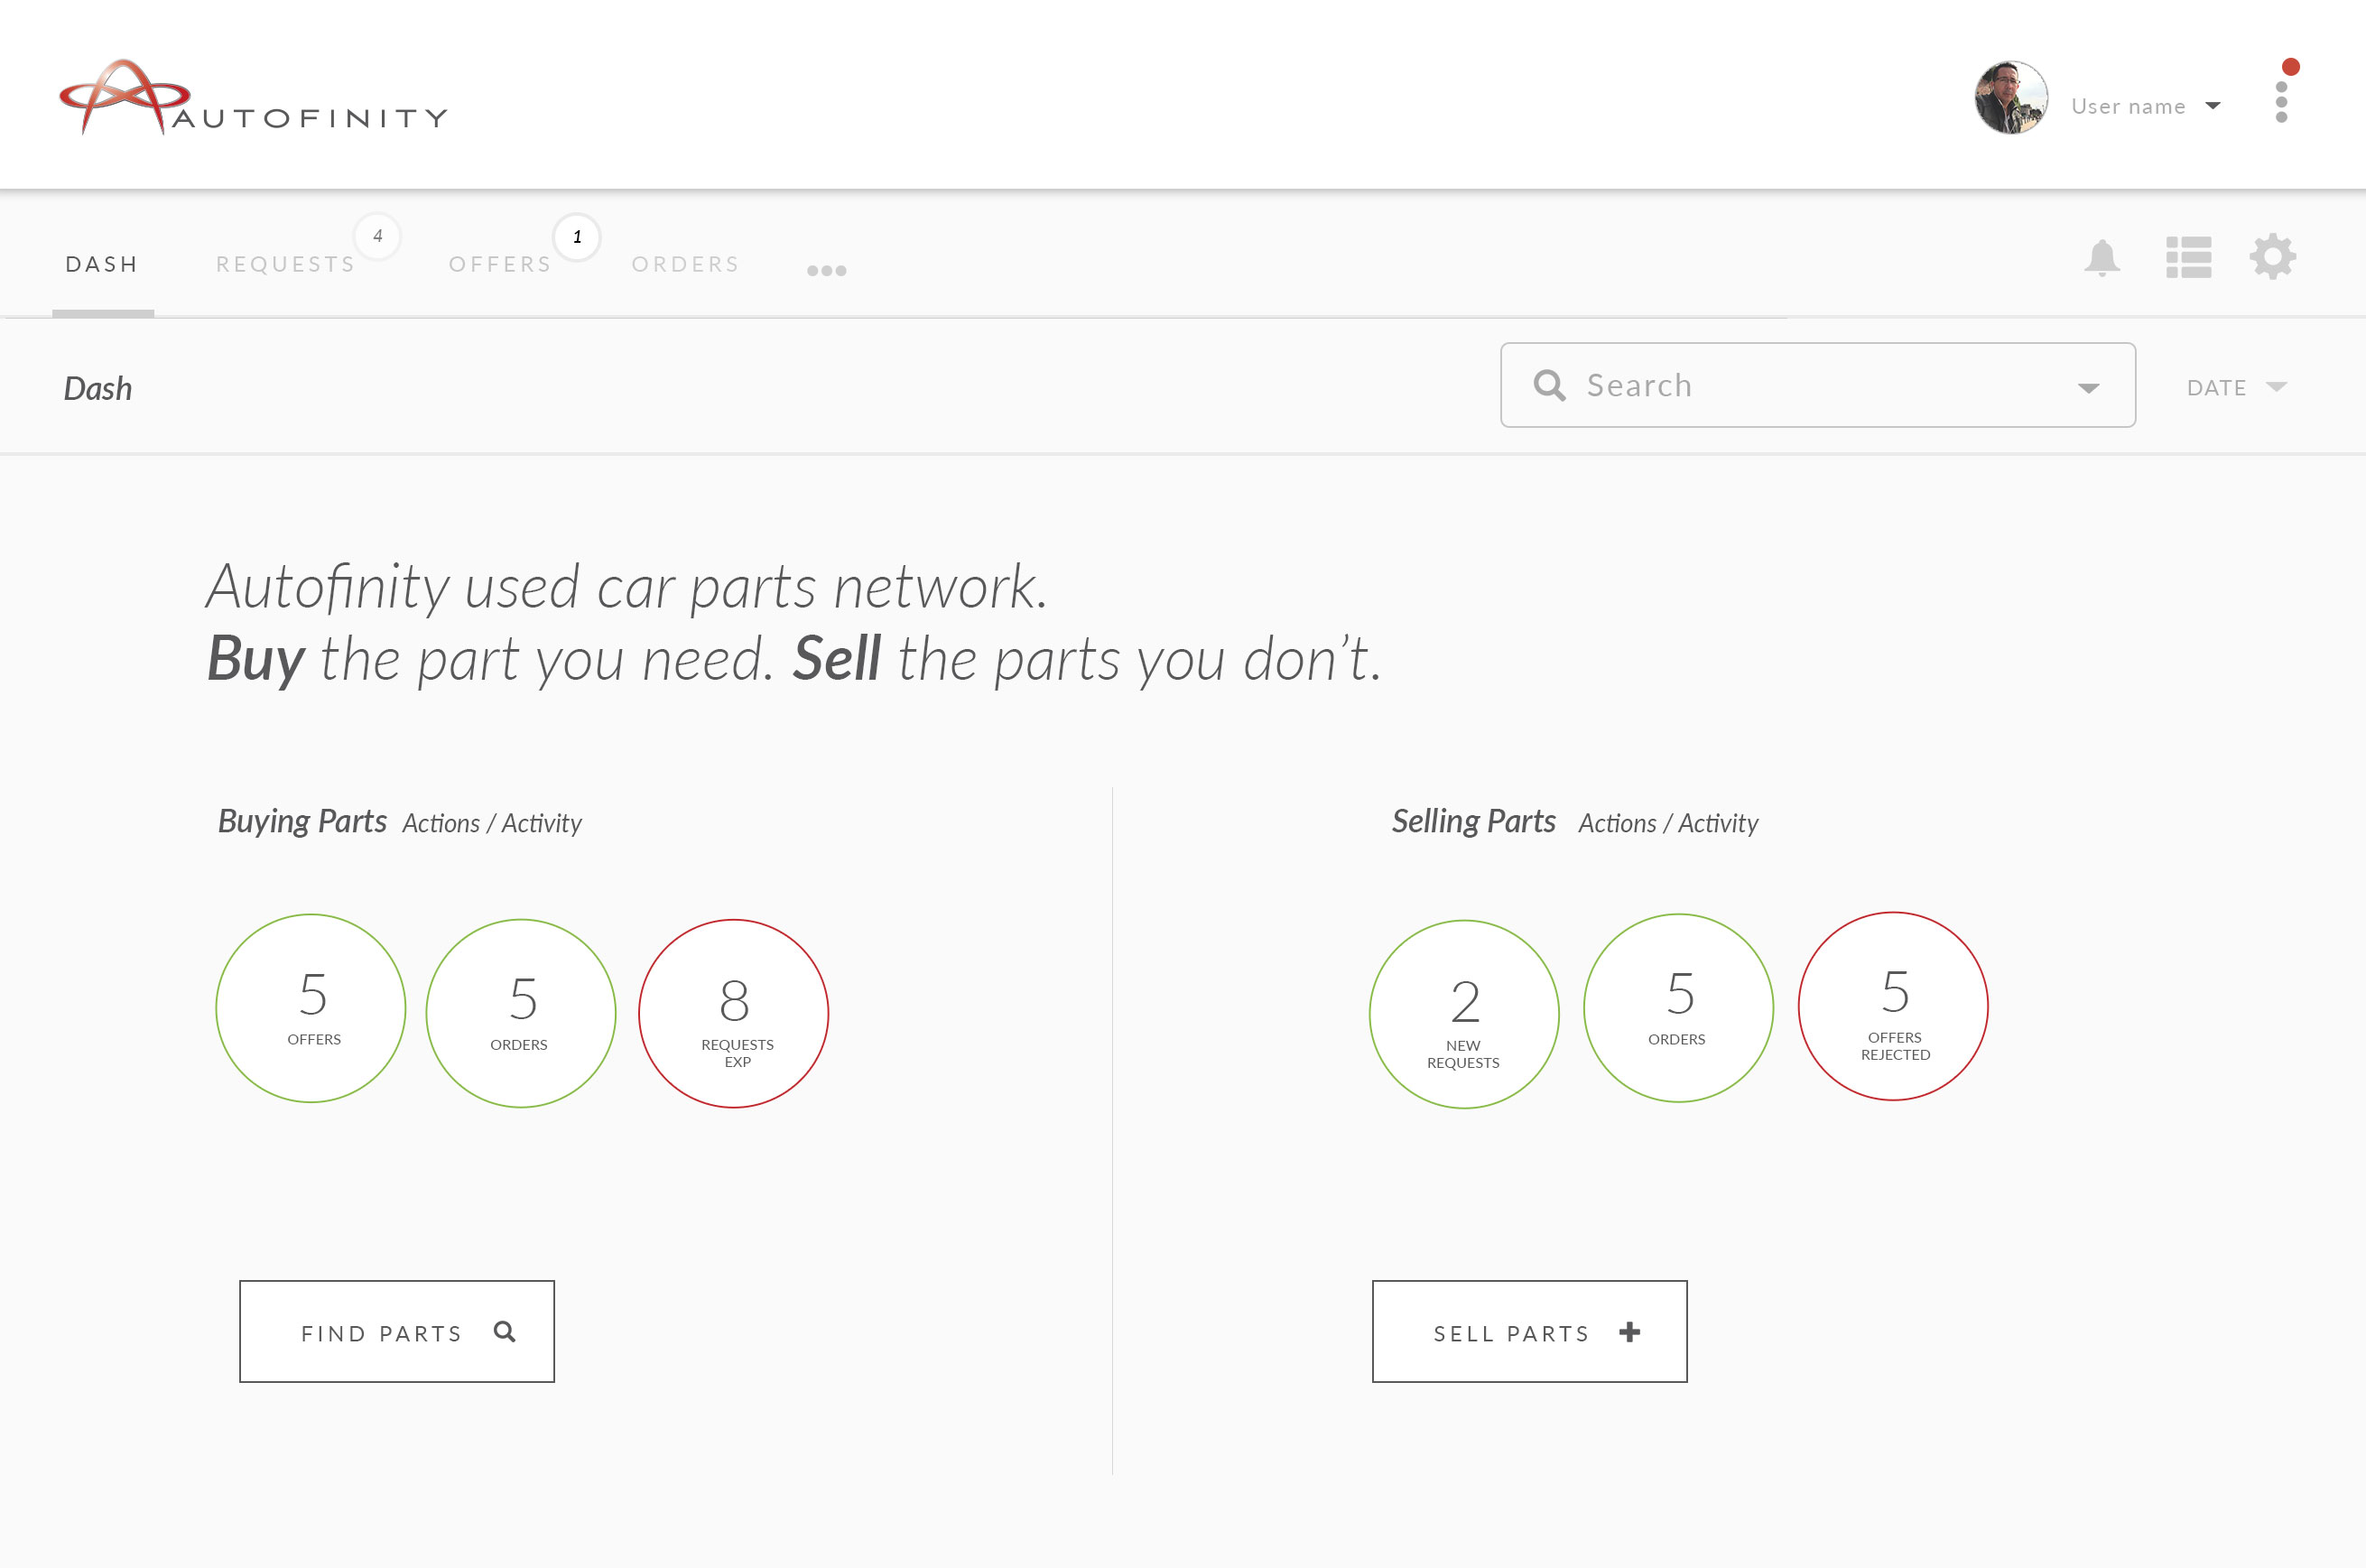 AUTOFINITY
User name
DASH
REQUESTS
4
OFFERS
1
ORDERS
Dash
Search
DATE
Autofinity used car parts network.
Buy the part you need. Sell the parts you don’t.
Buying Parts Actions / Activity
5
OFFERS
5
ORDERS
8
REQUESTS
EXP
FIND PARTS
Selling Parts Actions / Activity
2
NEW
REQUESTS
5
ORDERS
5
OFFERS
REJECTED
SELL PARTS